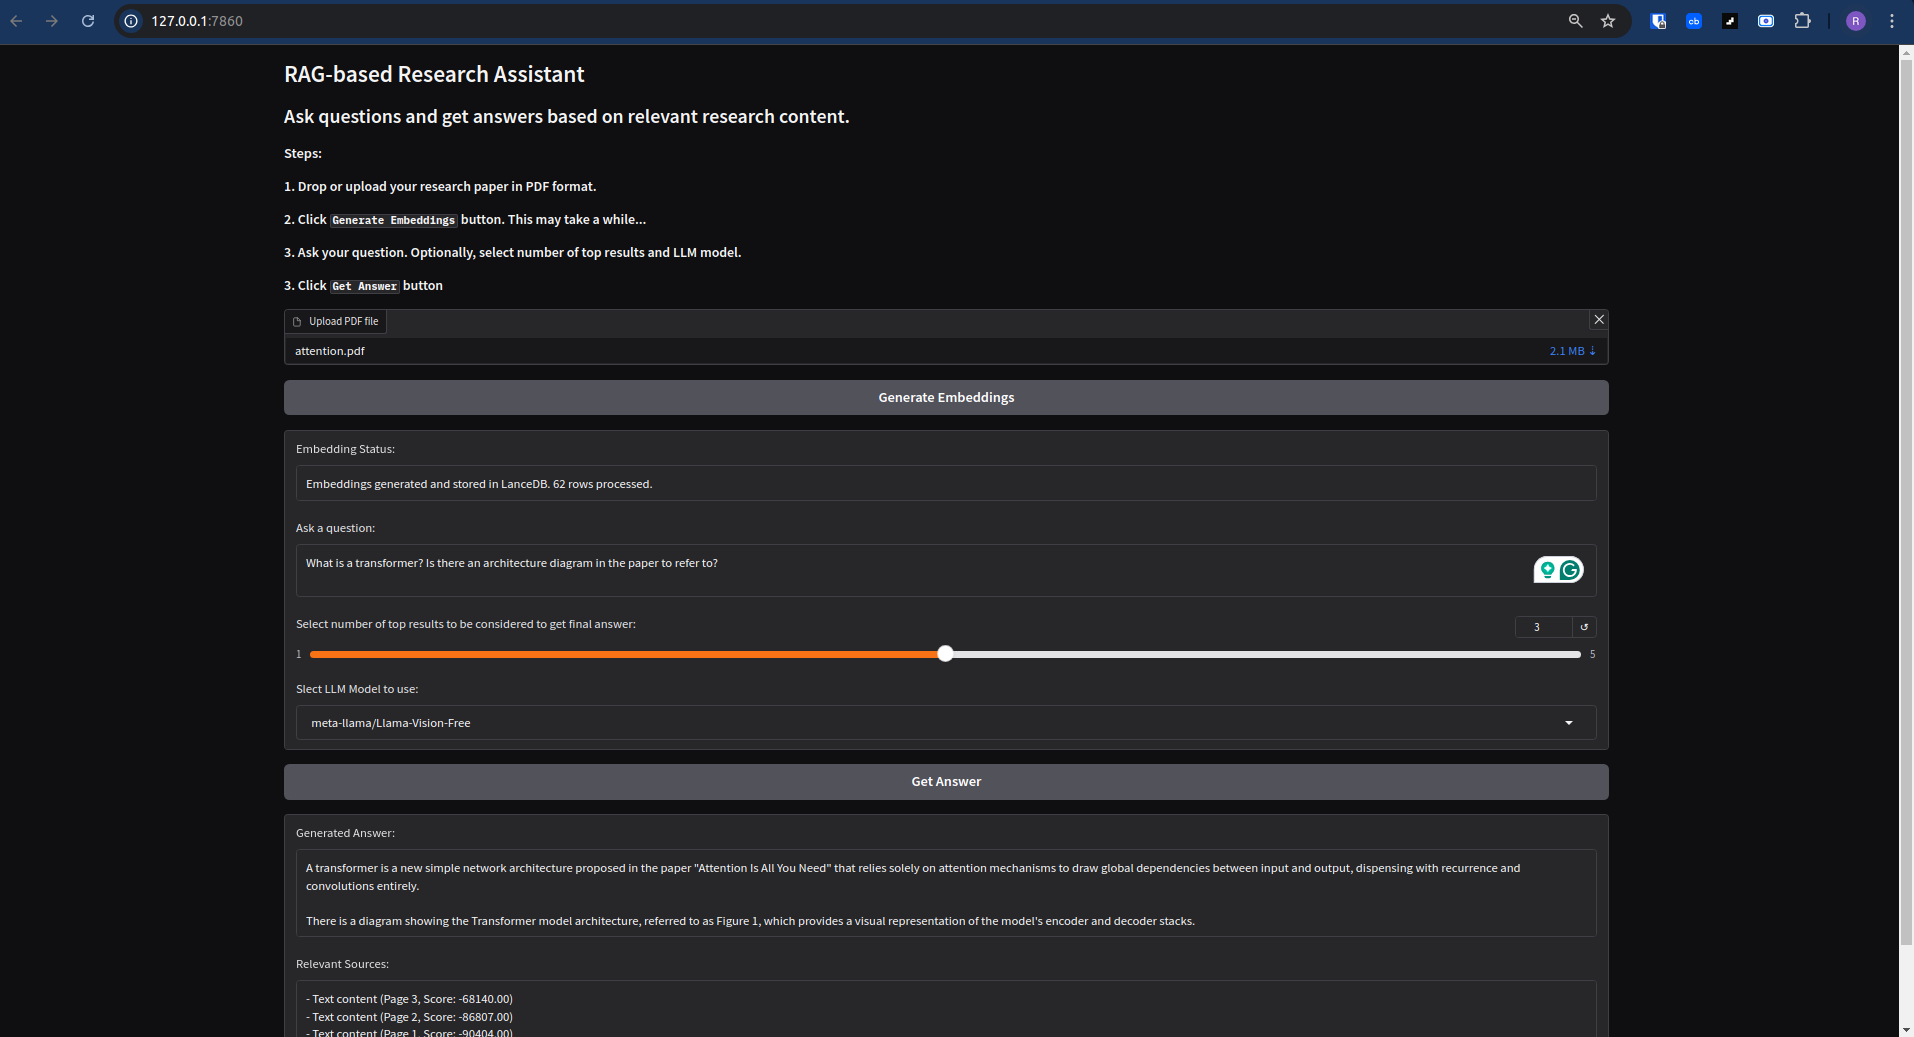 127.0.0.1:7860
cb
R
RAG-based Research Assistant
Ask questions and get answers based on relevant research content.
Steps:
1. Drop or upload your research paper in PDF format.
2. Click Generate Embeddings button. This may take a while...
3. Ask your question. Optionally, select number of top results and LLM model.
3. Click Get Answer button
Upload PDF file
attention.pdf 2.1 MB ⇣
Generate Embeddings
Embedding Status:
Embeddings generated and stored in LanceDB. 62 rows processed.
Ask a question:
What is a transformer? Is there an architecture diagram in the paper to refer to?
Select number of top results to be considered to get final answer: 3 ↺
1 5
Slect LLM Model to use:
meta-llama/Llama-Vision-Free
Get Answer
Generated Answer:
A transformer is a new simple network architecture proposed in the paper "Attention Is All You Need" that relies solely on attention mechanisms to draw global dependencies between input and output, dispensing with recurrence and
convolutions entirely.
There is a diagram showing the Transformer model architecture, referred to as Figure 1, which provides a visual representation of the model's encoder and decoder stacks.
Relevant Sources:
- Text content (Page 3, Score: -68140.00)
- Text content (Page 2, Score: -86807.00)
- Text content (Page 1, Score: -90404.00)